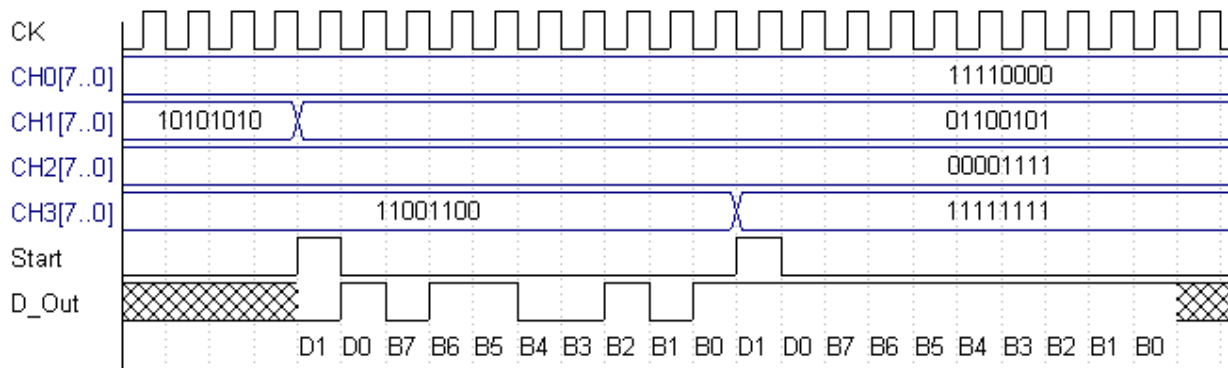 CK
CH0[7..0] 11110000
CH1[7..0] 10101010 01100101
CH2[7..0] 00001111
CH3[7..0] 11001100 11111111
Start
D_Out
D1 D0 B7 B6 B5 B4 B3 B2 B1 B0 D1 D0 B7 B6 B5 B4 B3 B2 B1 B0